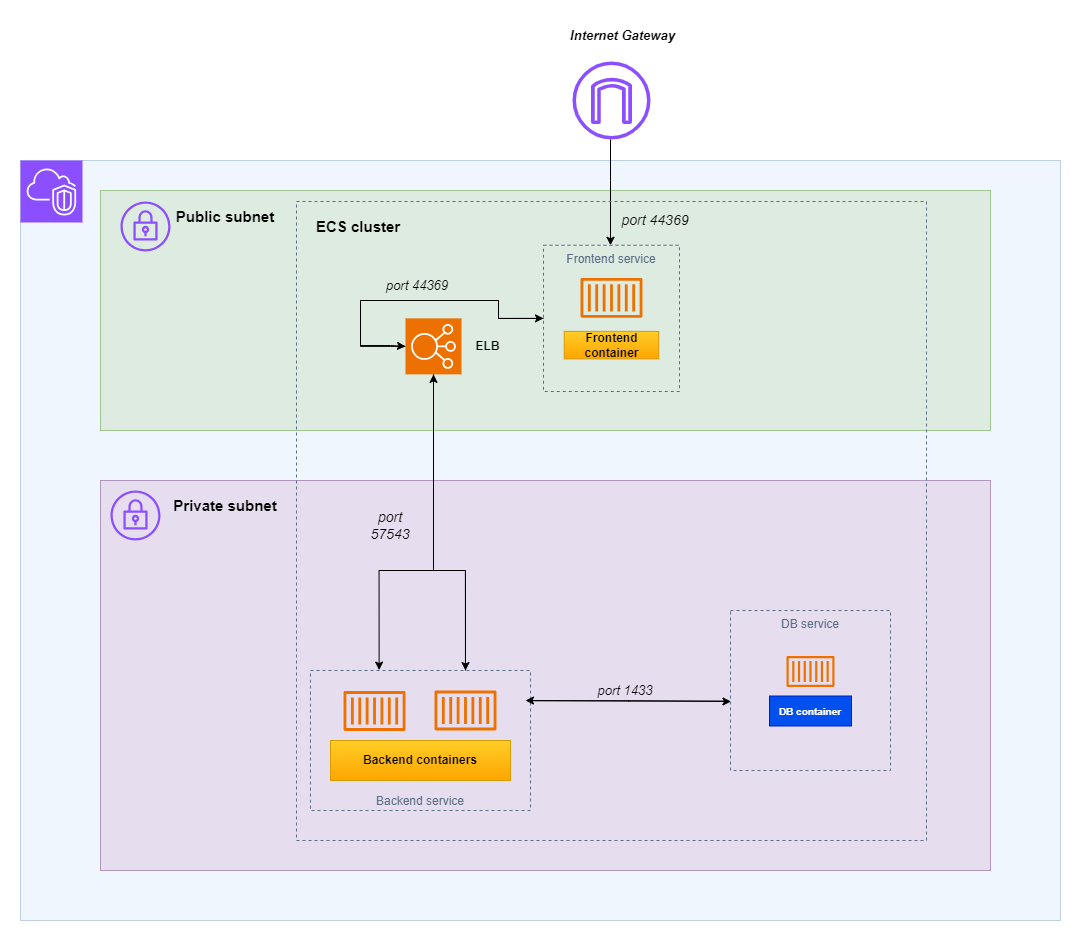 Internet Gateway
Public subnet
ECS cluster
port 44369
Frontend service
port 44369
Frontend
container
ELB
Private subnet
port
57543
DB service
port 1433
DB container
Backend containers
Backend service